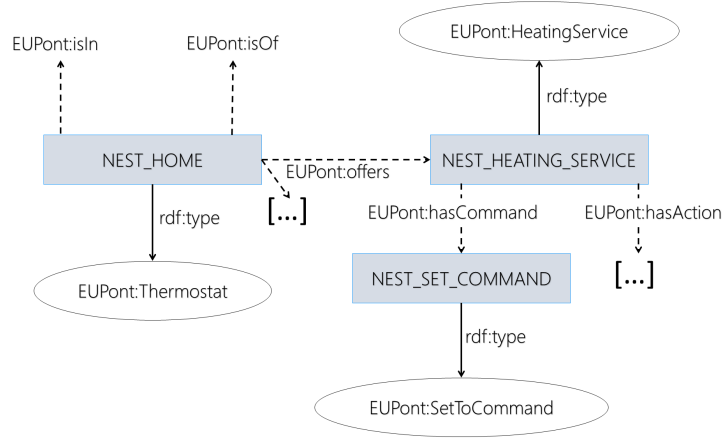 EUPont:HeatingService
EUPont:isIn
EUPont:isOf
rdf:type
NEST_HOME
EUPont:offers
NEST_HEATING_SERVICE
[...]
rdf:type
EUPont:hasCommand
EUPont:hasAction
EUPont:Thermostat
NEST_SET_COMMAND
[...]
rdf:type
EUPont:SetToCommand